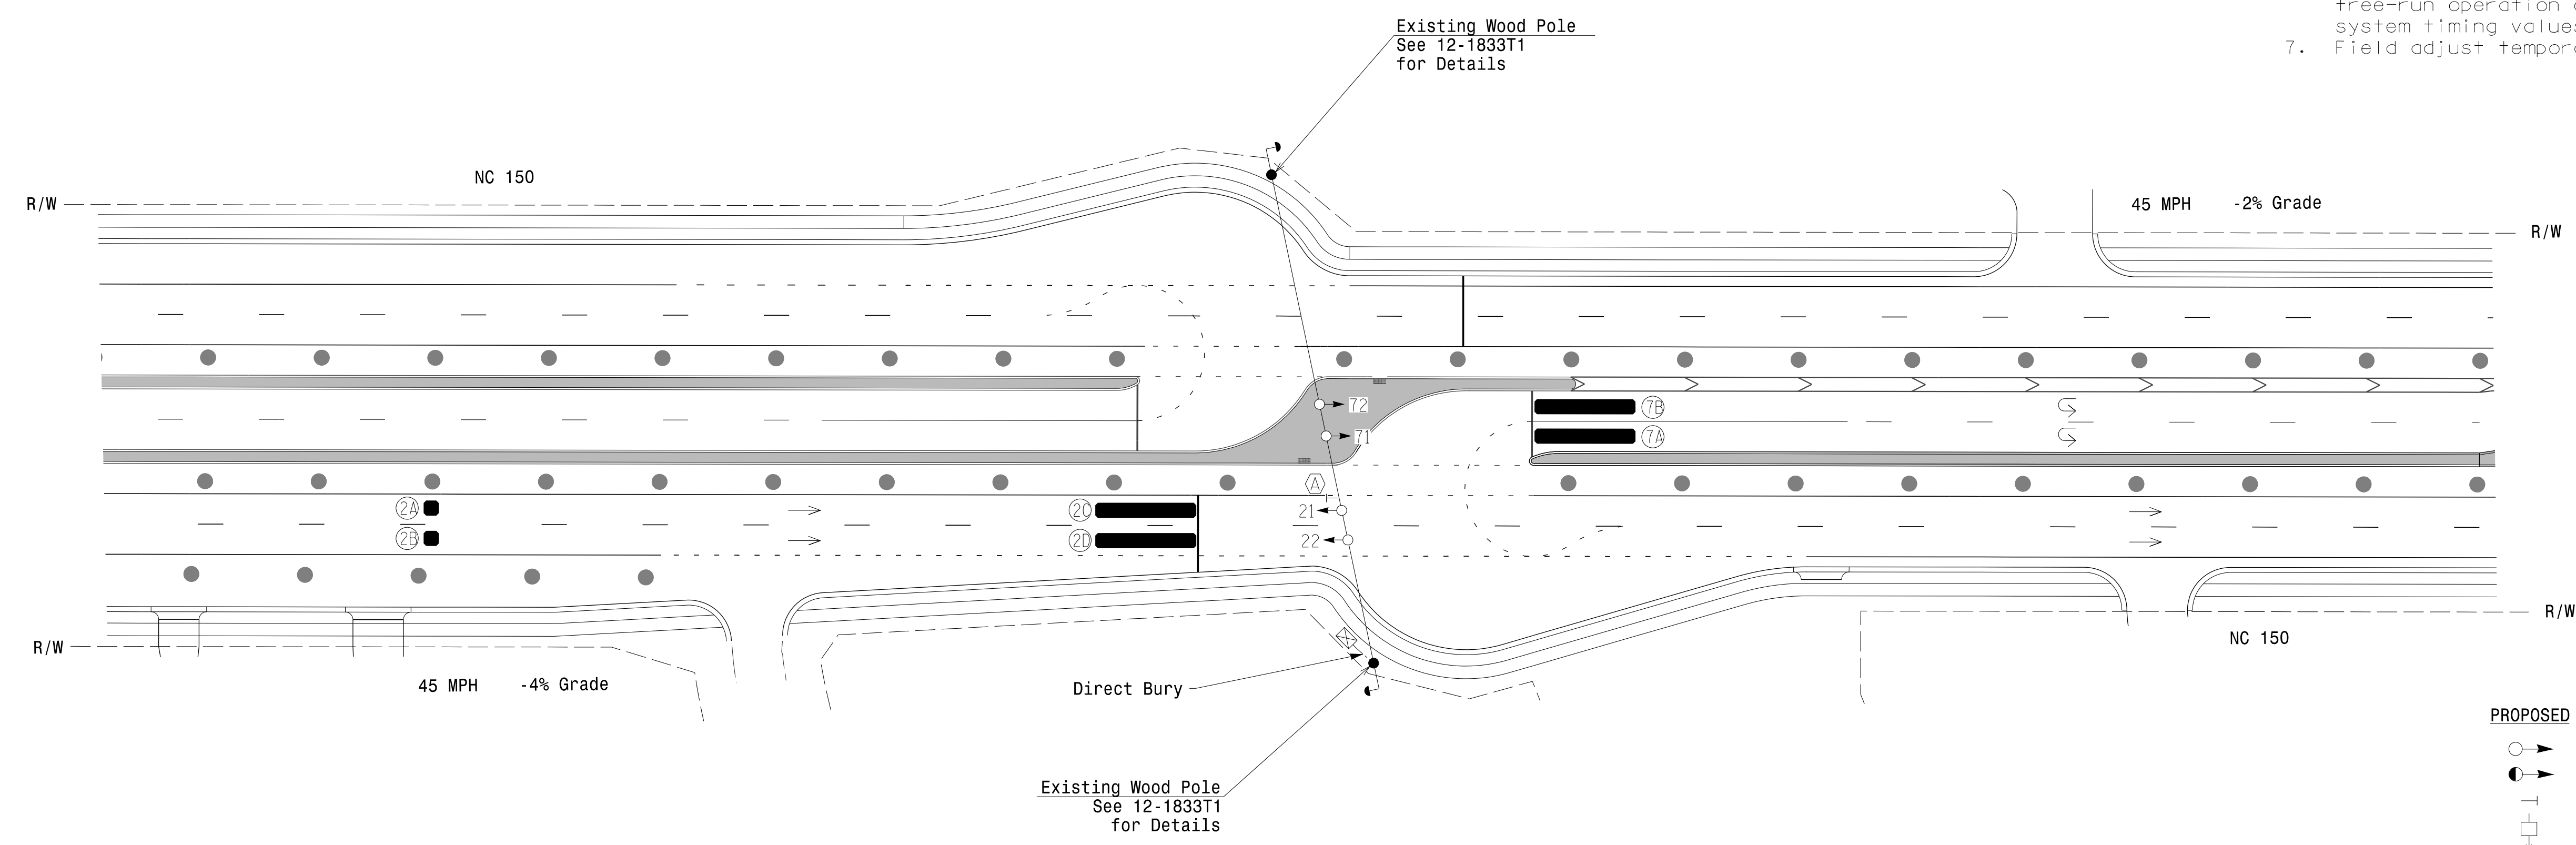 free-run operation
system timing values
7. Field adjust
Existing Wood Pole
See 12-1833T1
for Details
NC 150
R/W
45 MPH -2% Grade
R/W
72
7B
71
7A
A
2A
2C
21
2B
2D
22
R/W
R/W
NC 150
45 MPH -4% Grade
Direct Bury
PROPOSED
Existing Wood Pole
See 12-1833T1
for Details